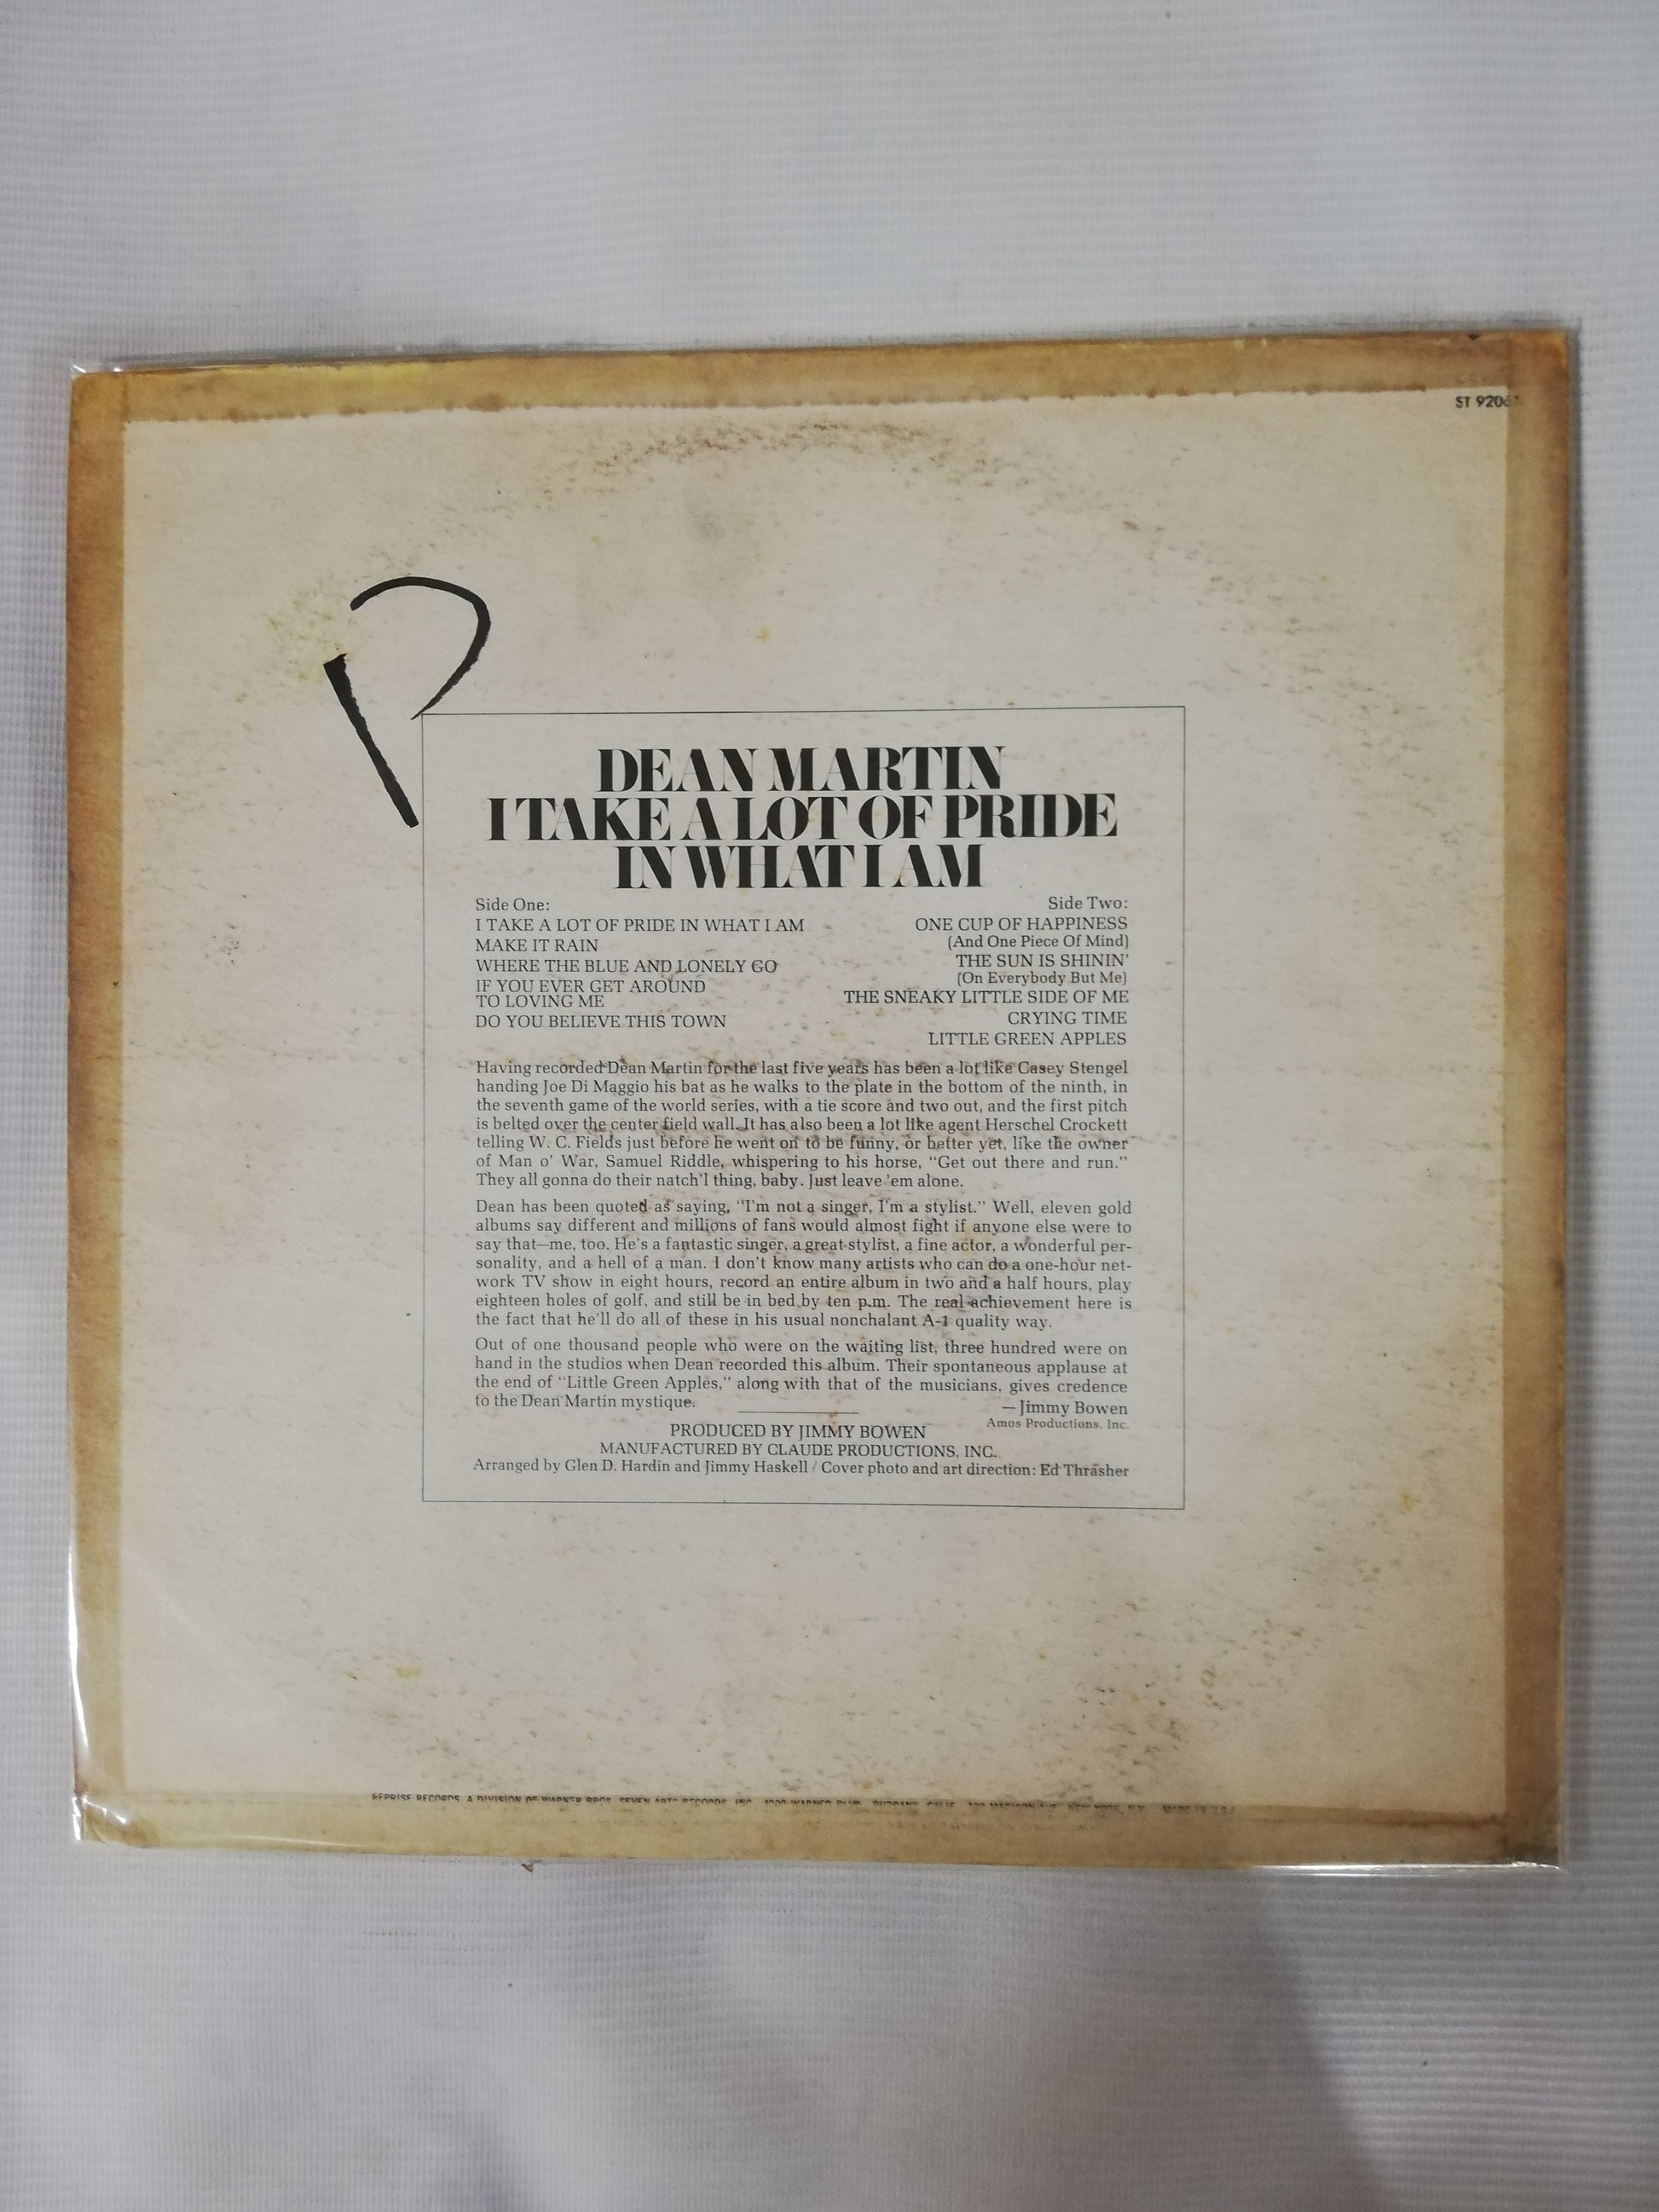 ST 9206
P
DEAN MARTIN
I TAKE A LOT OF PRIDE
IN WHAT I AM
Side One:
I TAKE A LOT OF PRIDE IN WHAT I AM
MAKE IT RAIN
WHERE THE BLUE AND LONELY GO
IF YOU EVER GET AROUND
TO LOVING ME
DO YOU BELIEVE THIS TOWN
Side Two:
ONE CUP OF HAPPINESS
(And One Piece Of Mind)
THE SUN IS SHININ'
(On Everybody But Me)
THE SNEAKY LITTLE SIDE OF ME
CRYING TIME
LITTLE GREEN APPLES
Having recorded Dean Martin for the last five years has been a lot like Casey Stengel
handing Joe Di Maggio his bat as he walks to the plate in the bottom of the ninth, in
the seventh game of the world series, with a tie score and two out, and the first pitch
is belted over the center field wall. It has also been a lot like agent Herschel Crockett
telling W. C. Fields just before he went on to be funny, or better yet, like the owner
of Man o' War, Samuel Riddle, whispering to his horse, “Get out there and run.”
They all gonna do their natch'l thing, baby. Just leave 'em alone.
Dean has been quoted as saying, “I'm not a singer, I'm a stylist.” Well, eleven gold
albums say different and millions of fans would almost fight if anyone else were to
say that—me, too. He's a fantastic singer, a great stylist, a fine actor, a wonderful per-
sonality, and a hell of a man. I don't know many artists who can do a one-hour net-
work TV show in eight hours, record an entire album in two and a half hours, play
eighteen holes of golf, and still be in bed by ten p.m. The real achievement here is
the fact that he'll do all of these in his usual nonchalant A-1 quality way.
Out of one thousand people who were on the waiting list, three hundred were on
hand in the studios when Dean recorded this album. Their spontaneous applause at
the end of “Little Green Apples,” along with that of the musicians, gives credence
to the Dean Martin mystique.
—Jimmy Bowen
Amos Productions, Inc.
PRODUCED BY JIMMY BOWEN
MANUFACTURED BY CLAUDE PRODUCTIONS, INC.
Arranged by Glen D. Hardin and Jimmy Haskell / Cover photo and art direction: Ed Thrasher
REPRISE RECORDS, A DIVISION OF WARNER BROS. SEVEN ARTS RECORDS, INC.